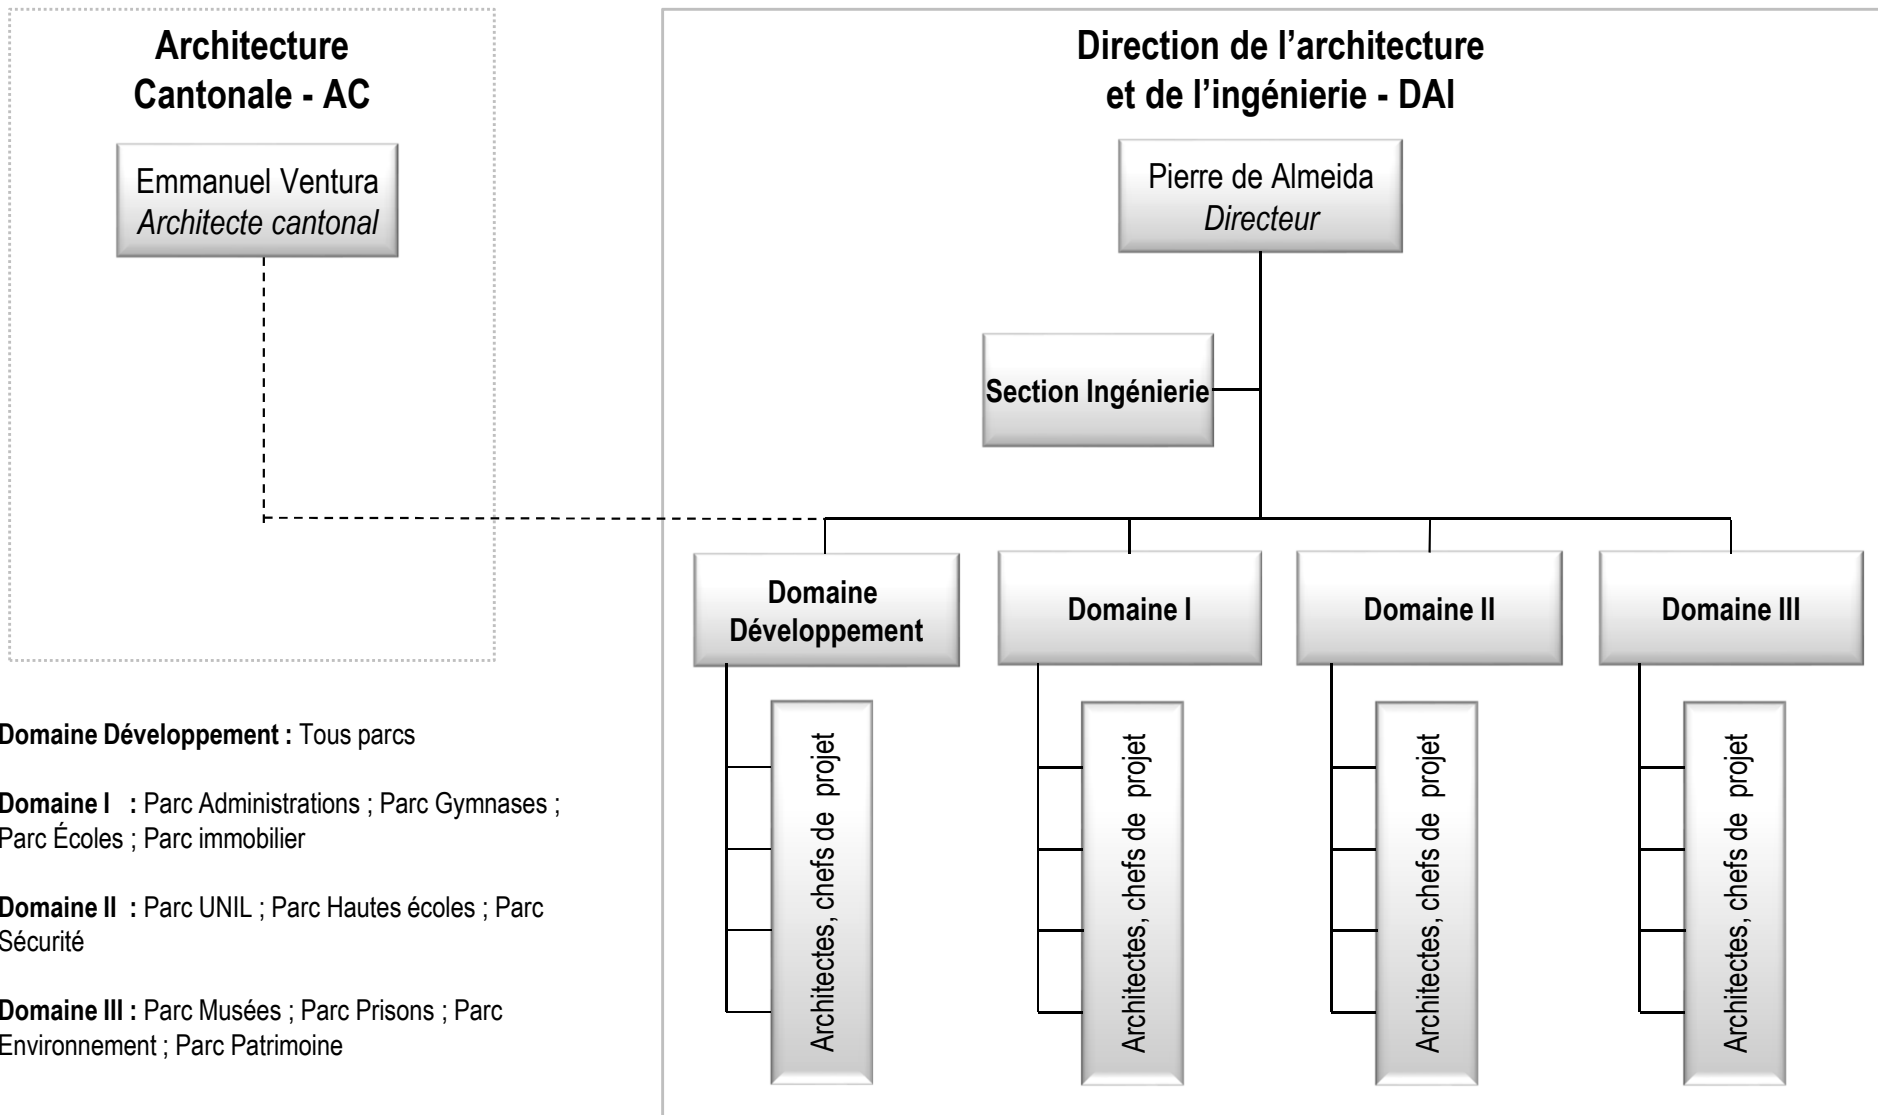 Architecture
Cantonale - AC
Emmanuel Ventura
Architecte cantonal
Direction de l’architecture
et de l’ingénierie - DAI
Pierre de Almeida
Directeur
Section Ingénierie
Domaine
Développement
Domaine I
Domaine II
Domaine III
Architectes, chefs de projet
Architectes, chefs de projet
Architectes, chefs de projet
Architectes, chefs de projet
Domaine Développement : Tous parcs
Domaine I : Parc Administrations ; Parc Gymnases ;
Parc Écoles ; Parc immobilier
Domaine II : Parc UNIL ; Parc Hautes écoles ; Parc
Sécurité
Domaine III : Parc Musées ; Parc Prisons ; Parc
Environnement ; Parc Patrimoine